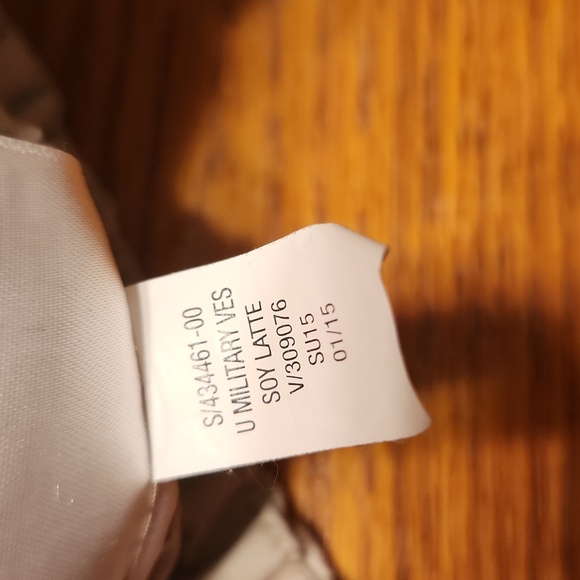 S/434461-00
U MILITARY VES
SOY LATTE
V/309076
SU15
01/15